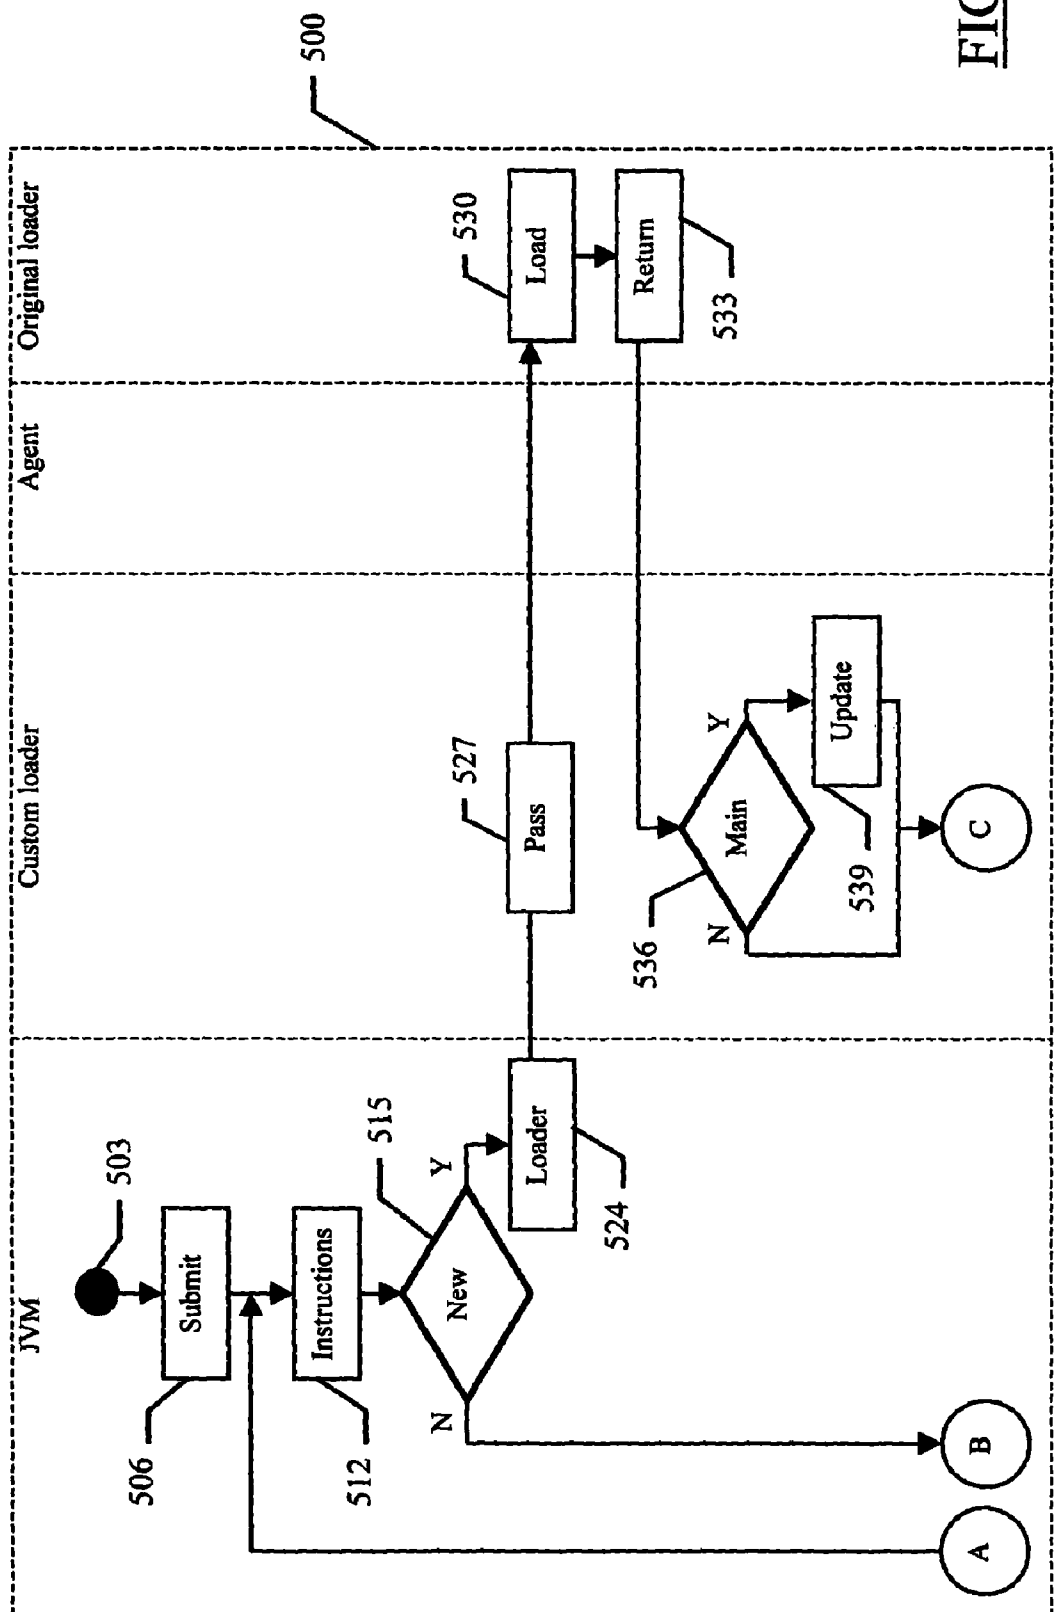 JVM
Custom loader
Agent
Original loader
500
503
Submit
506
Instructions
512
New
515
N
Y
Loader
524
Pass
527
Load
530
Return
533
Main
536
N
Y
Update
539
A
B
C